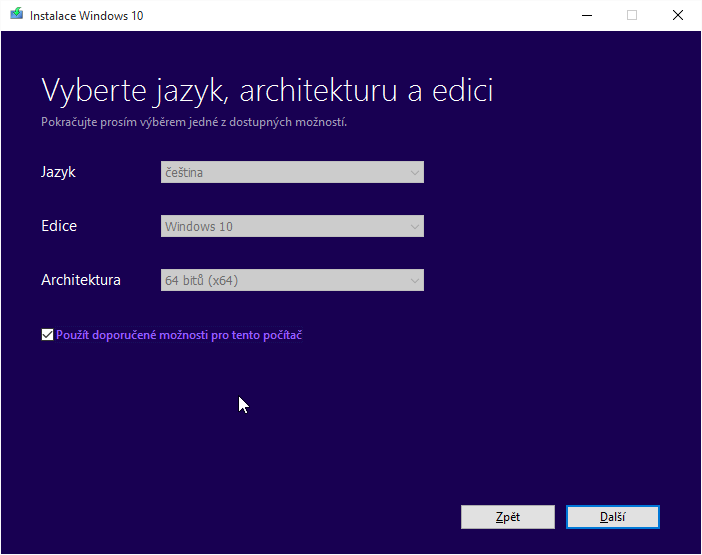 Instalace Windows 10
Vyberte jazyk, architekturu a edici
Pokračujte prosím výběrem jedné z dostupných možností.
Jazyk čeština
Edice Windows 10
Architektura 64 bitů (x64)
Použít doporučené možnosti pro tento počítač
Zpět Další